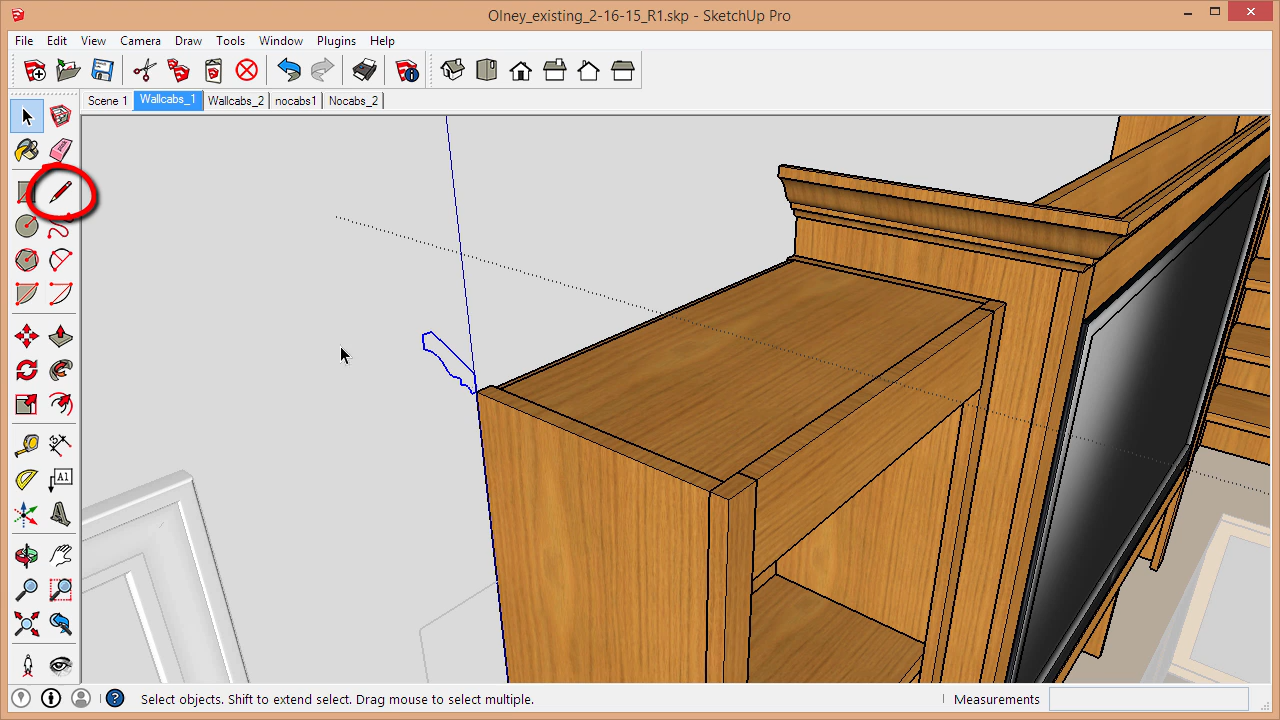 Olney_existing_2-16-15_R1.skp - SketchUp Pro
File Edit View Camera Draw Tools Window Plugins Help
Scene 1 Wallcabs_1 Wallcabs_2 nocabs1 Nocabs_2
A1
Select objects. Shift to extend select. Drag mouse to select multiple. Measurements